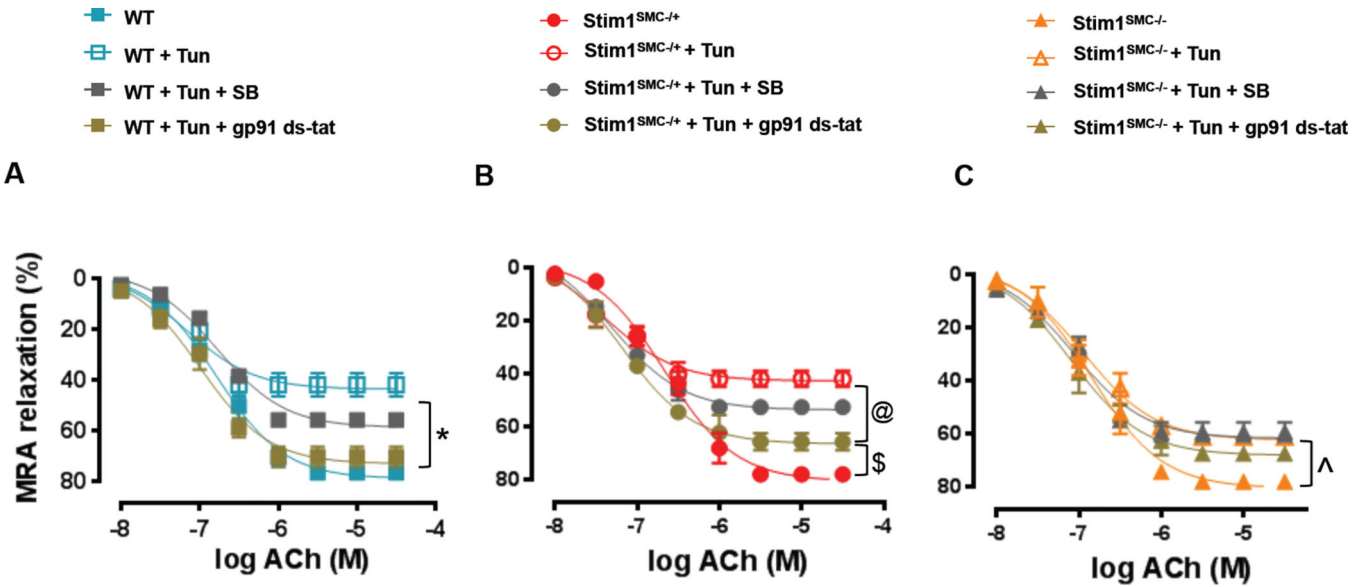 WT
WT + Tun
WT + Tun + SB
WT + Tun + gp91 ds-tat
Stim1SMC-/+
Stim1SMC-/+ + Tun
Stim1SMC-/+ + Tun + SB
Stim1SMC-/+ + Tun + gp91 ds-tat
Stim1SMC-/-
Stim1SMC-/- + Tun
Stim1SMC-/- + Tun + SB
Stim1SMC-/- + Tun + gp91 ds-tat
A
MRA relaxation (%)
0
20
40
60
80
*
-8
-7
-6
-5
-4
log ACh (M)
B
0
20
40
60
80
@
$
-8
-7
-6
-5
-4
log ACh (M)
C
0
20
40
60
80
^
-8
-7
-6
-5
log ACh (M)